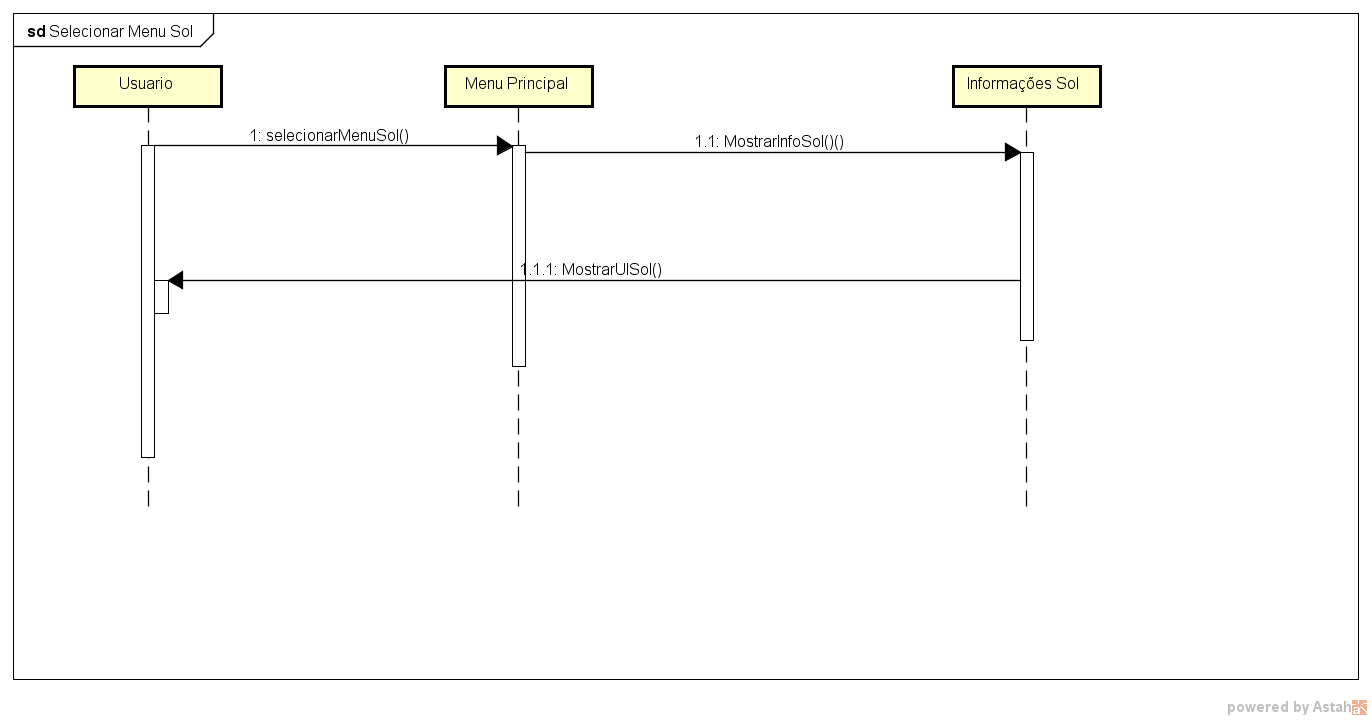 sd Selecionar Menu Sol
Usuario
Menu Principal
Informações Sol
1: selecionarMenuSol()
1.1: MostrarInfoSol()()
1.1.1: MostrarUISol()
powered by Astah